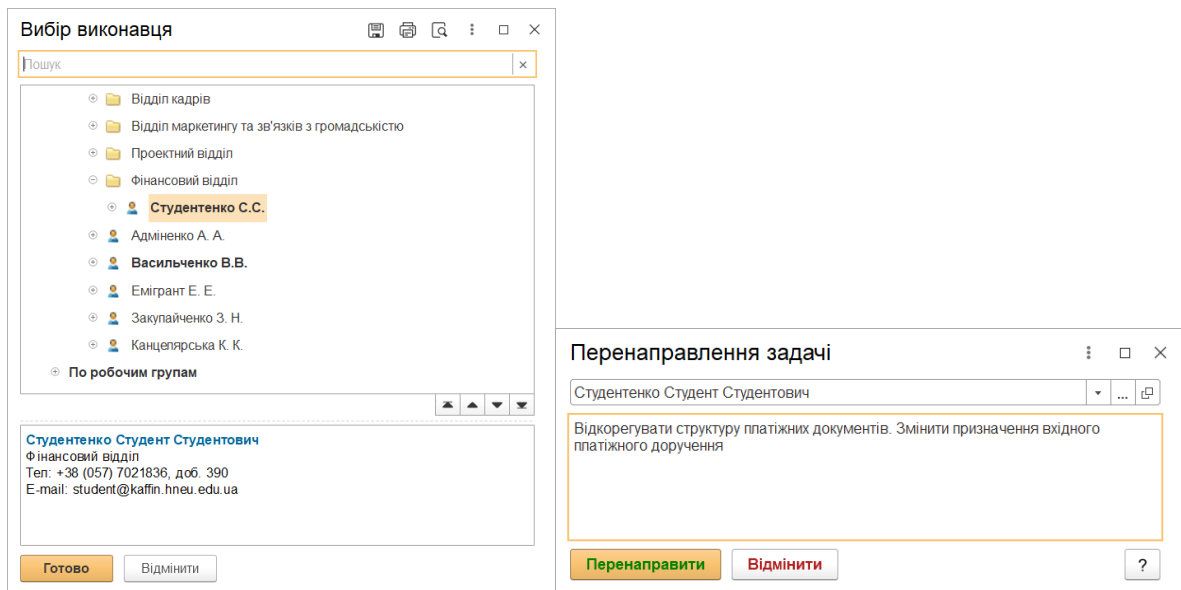 Вибір виконавця
Пошук
Відділ кадрів
Відділ маркетингу та зв'язків з громадськістю
Проектний відділ
Фінансовий відділ
Студентенко С.С.
Адміненко А. А.
Васильченко В.В.
Емігрант Е. Е.
Закупайченко З. Н.
Канцелярська К. К.
По робочим групам
Студентенко Студент Студентович
Фінансовий відділ
Тел: +38 (057) 7021836, доб. 390
E-mail: student@kaffin.hneu.edu.ua
Готово
Відмінити
Перенаправлення задачі
Студентенко Студент Студентович
...
Відкорегувати структуру платіжних документів. Змінити призначення вхідного
платіжного доручення
Перенаправити
Відмінити
?